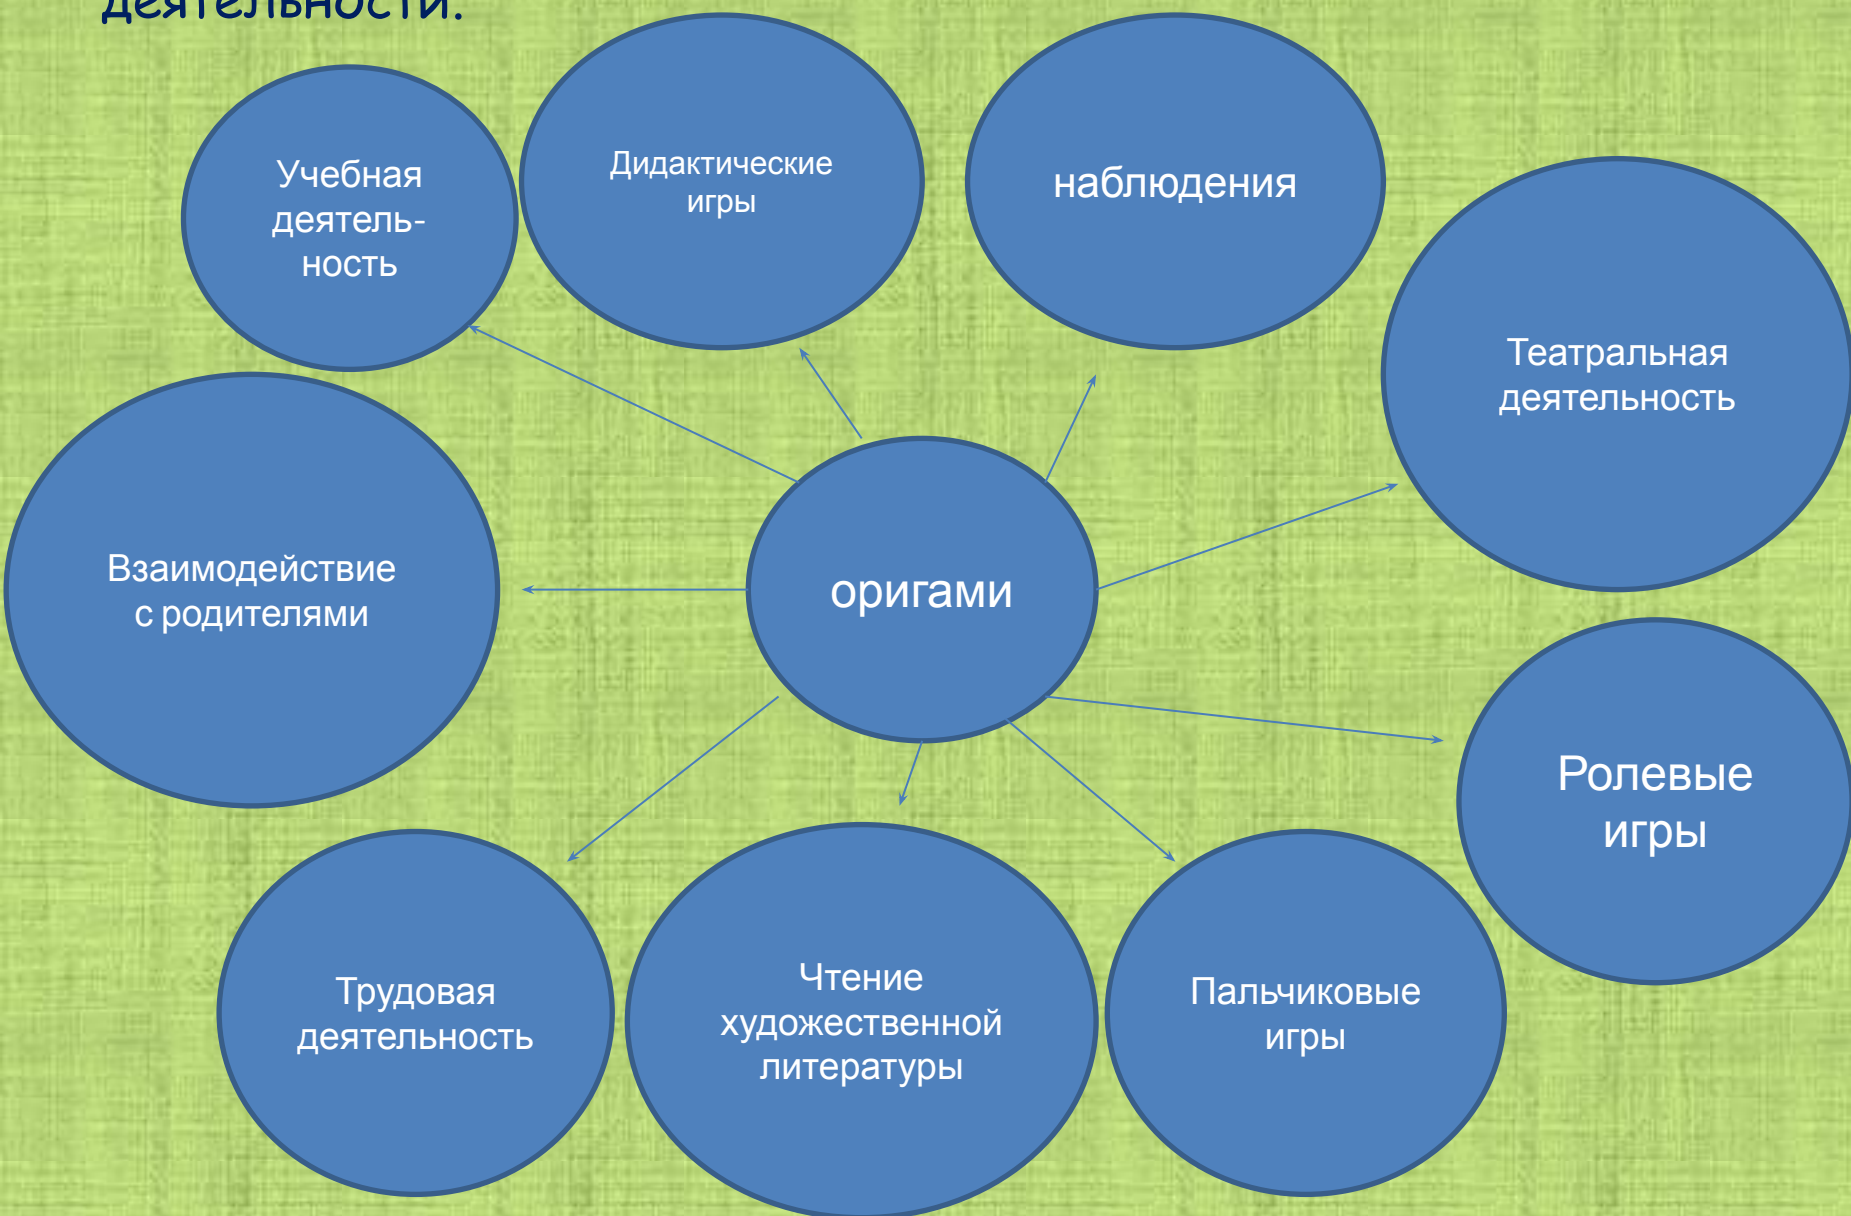 деятельности.
Учебная
деятель-
ность
Дидактические
игры
наблюдения
Театральная
деятельность
Взаимодействие
с родителями
оригами
Ролевые
игры
Трудовая
деятельность
Чтение
художественной
литературы
Пальчиковые
игры